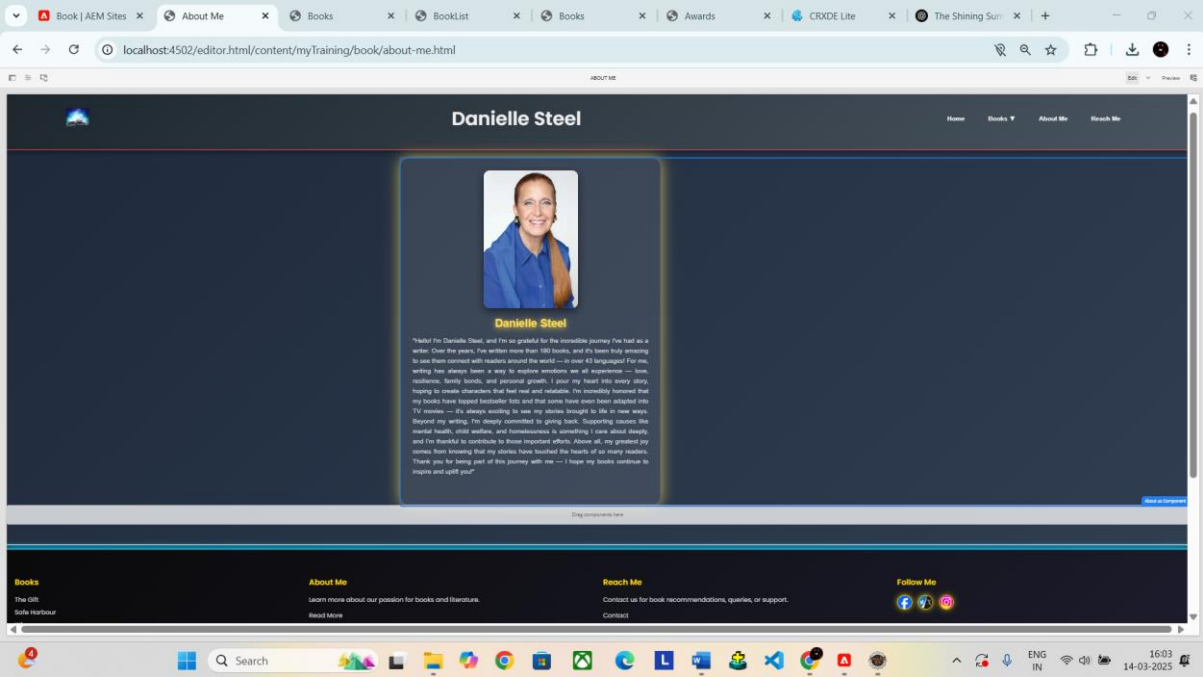 Book | AEM Sites
About Me
Books
BookList
Books
Awards
CRXDE Lite
The Shining Sum
localhost:4502/editor.html/content/myTraining/book/about-me.html
ABOUT ME
Edit
Preview
Danielle Steel
Home
Books ▼
About Me
Reach Me
Danielle Steel
"Hello! I'm Danielle Steel, and I'm so grateful for the incredible journey I've had as a
writer. Over the years, I've written more than 190 books, and it's been truly amazing
to see them connect with readers around the world — in over 43 languages! For me,
writing has always been a way to explore emotions we all experience — love,
resilience, family bonds, and personal growth. I pour my heart into every story,
hoping to create characters that feel real and relatable. I'm incredibly honored that
my books have topped bestseller lists and that some have even been adapted into
TV movies — it's always exciting to see my stories brought to life in new ways.
Beyond my writing, I'm deeply committed to giving back. Supporting causes like
mental health, child welfare, and homelessness is something I care about deeply,
and I'm thankful to contribute to those important efforts. Above all, my greatest joy
comes from knowing that my stories have touched the hearts of so many readers.
Thank you for being part of this journey with me — I hope my books continue to
inspire and uplift you!"
About us Component
Drag components here
Books
The Gift
Safe Harbour
About Me
Learn more about our passion for books and literature.
Read More
Reach Me
Contact us for book recommendations, queries, or support.
Contact
Follow Me
4
Search
L
ENG
IN
16:03
14-03-2025